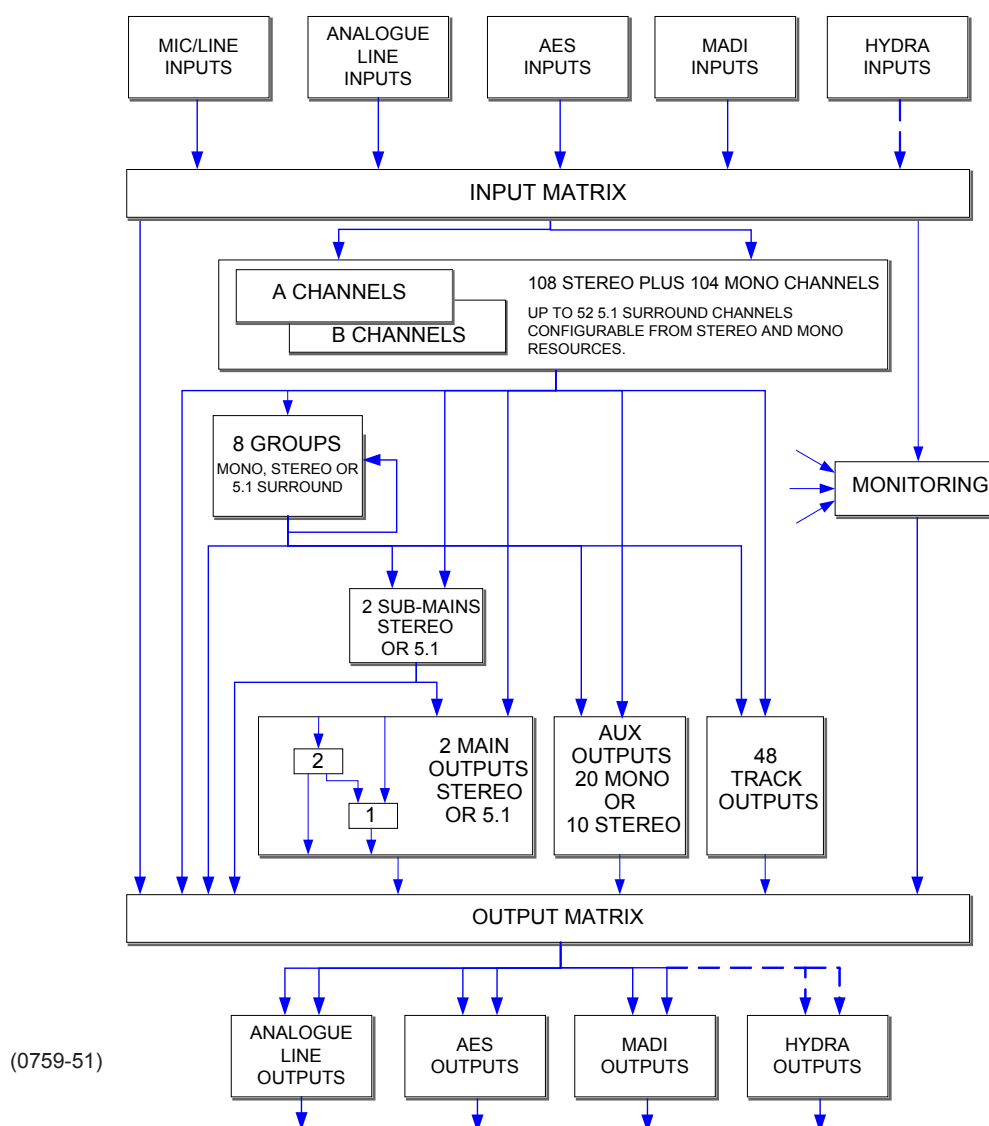 MIC/LINE
INPUTS
ANALOGUE
LINE
INPUTS
AES
INPUTS
MADI
INPUTS
HYDRA
INPUTS
INPUT MATRIX
A CHANNELS
B CHANNELS
108 STEREO PLUS 104 MONO CHANNELS
UP TO 52 5.1 SURROUND CHANNELS
CONFIGURABLE FROM STEREO AND MONO
RESOURCES.
8 GROUPS
MONO, STEREO OR
5.1 SURROUND
MONITORING
2 SUB-MAINS
STEREO
OR 5.1
2
1
2 MAIN
OUTPUTS
STEREO
OR 5.1
AUX
OUTPUTS
20 MONO
OR
10 STEREO
48
TRACK
OUTPUTS
OUTPUT MATRIX
ANALOGUE
LINE
OUTPUTS
AES
OUTPUTS
MADI
OUTPUTS
HYDRA
OUTPUTS
(0759-51)